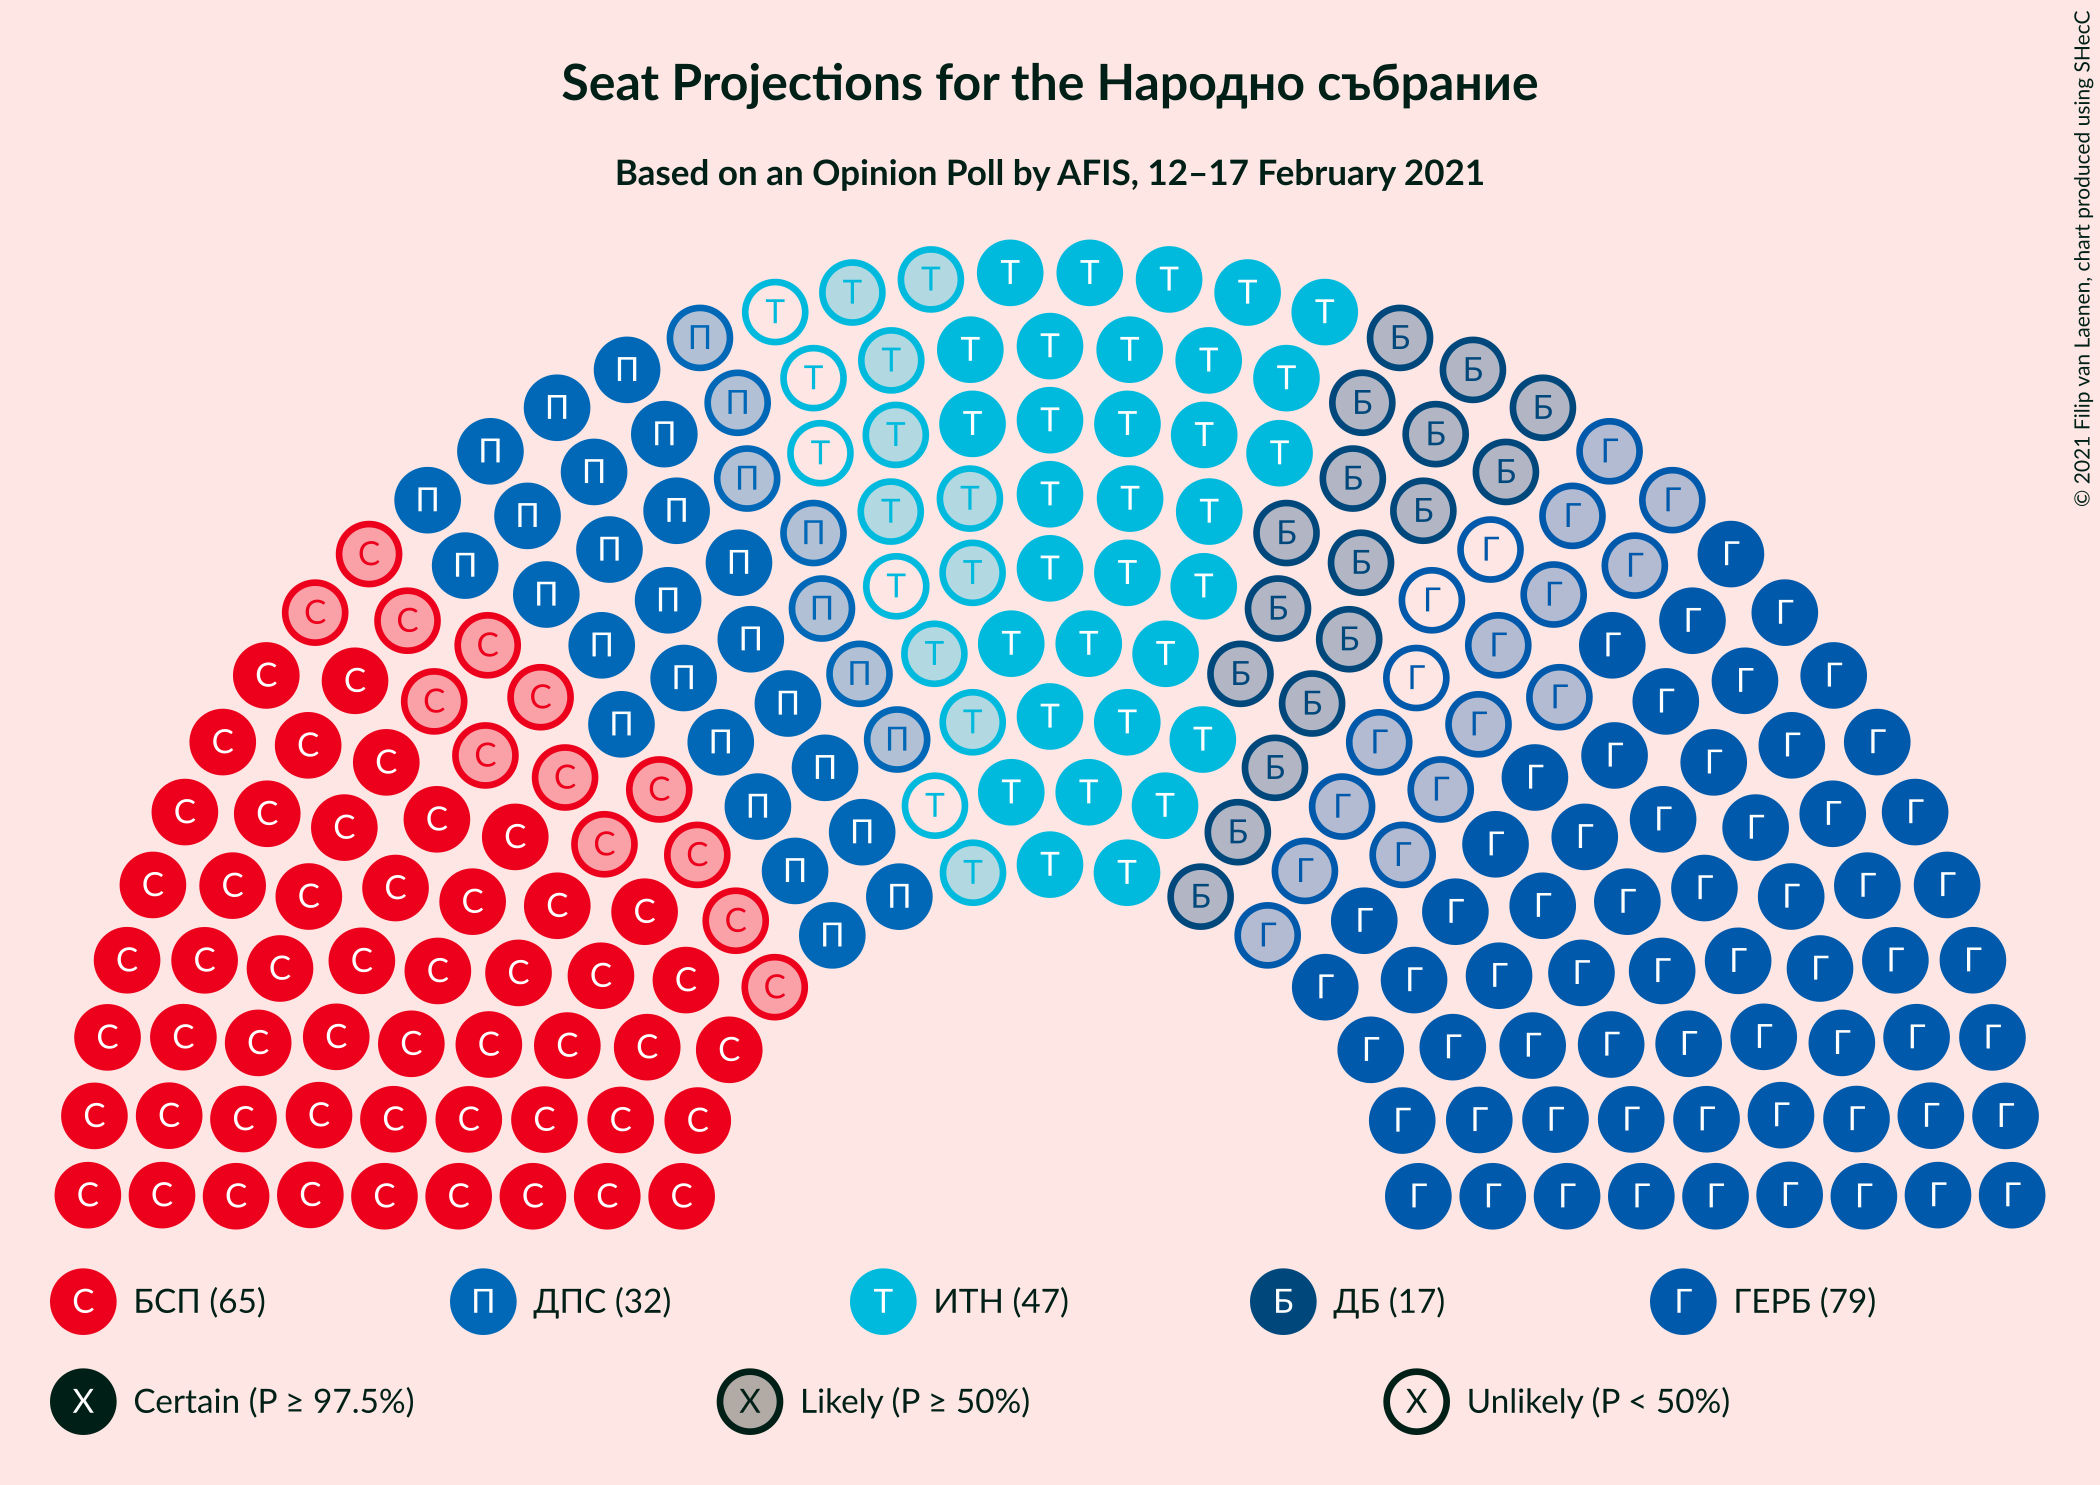 Seat Projections for the Народно събрание
Based on an Opinion Poll by AFIS, 12–17 February 2021
© 2021 Filip van Laenen, chart produced using SHecC
С БСП (65)
П ДПС (32)
Т ИТН (47)
Б ДБ (17)
Г ГЕРБ (79)
X Certain (P ≥ 97.5%)
X Likely (P ≥ 50%)
X Unlikely (P < 50%)